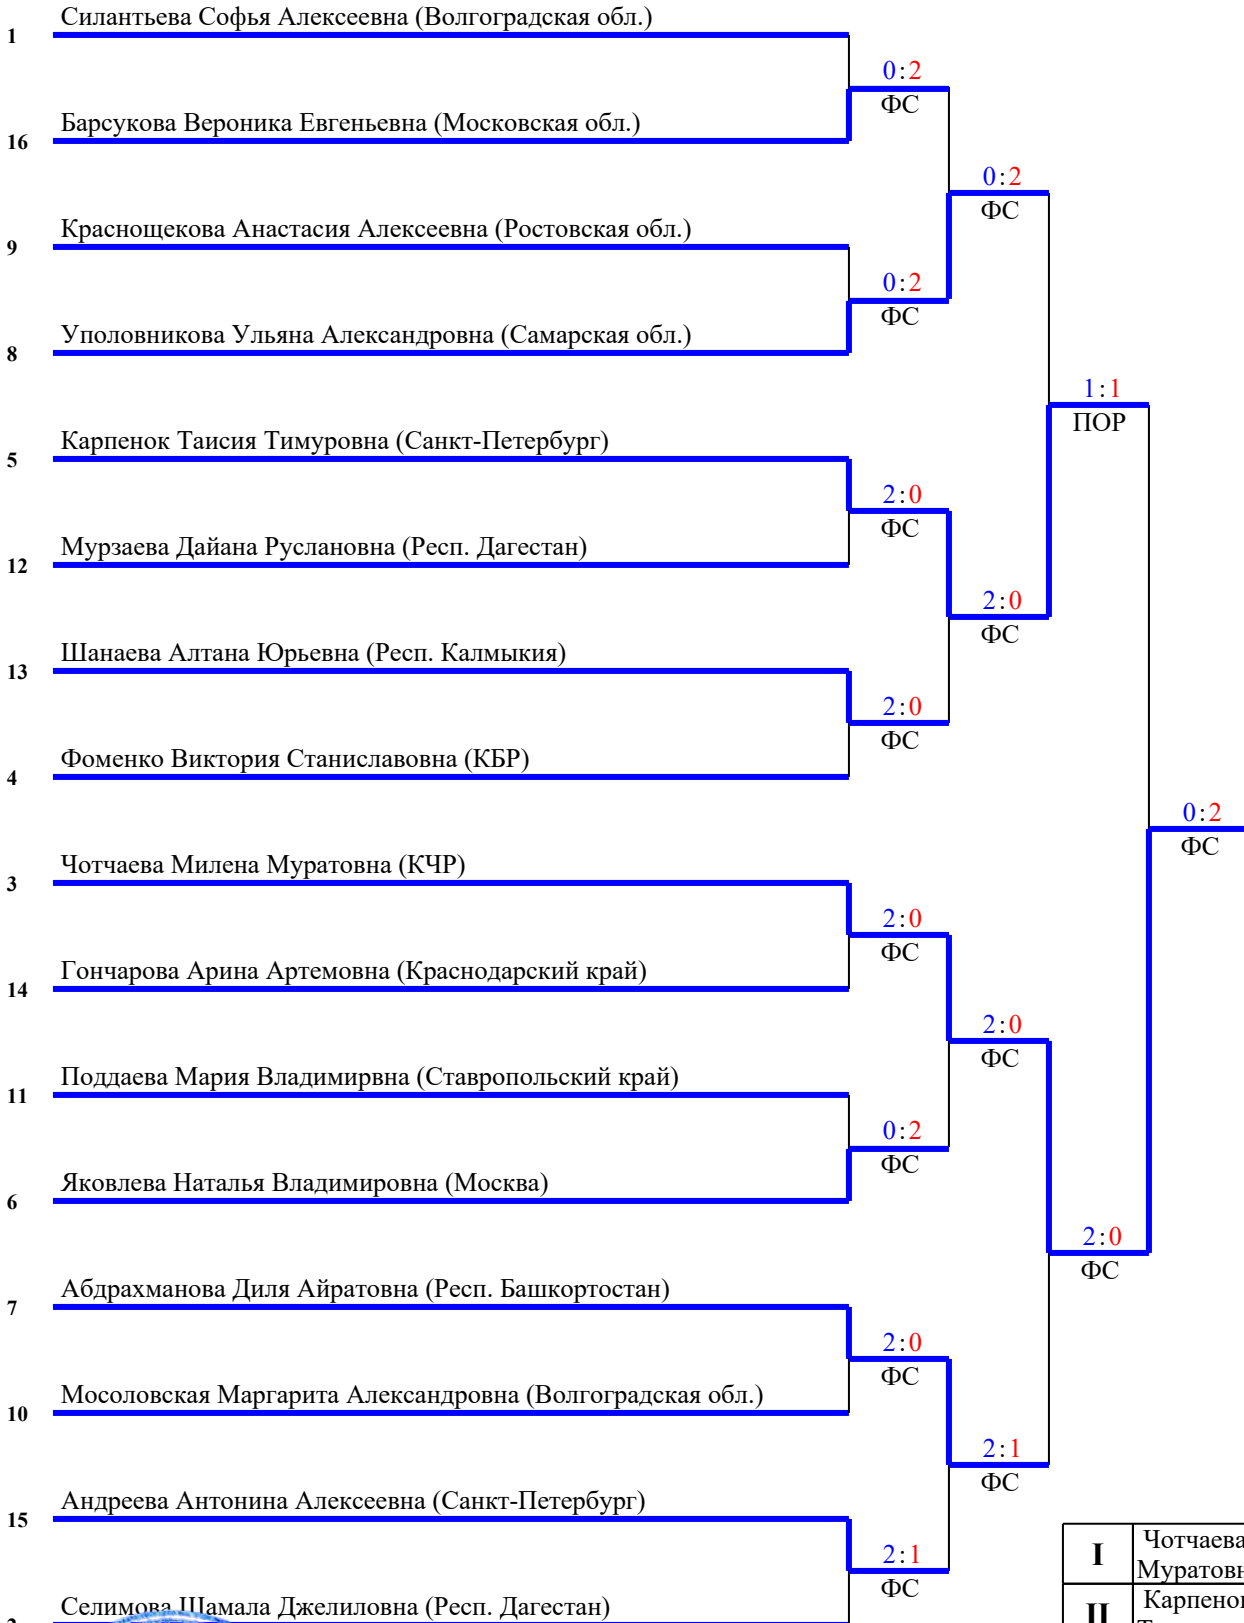 Силантьева Софья Алексеевна (Волгоградская обл.)
1
0:2
ФС
Барсукова Вероника Евгеньевна (Московская обл.)
16
0:2
ФС
Краснощекова Анастасия Алексеевна (Ростовская обл.)
9
0:2
ФС
Уполовникова Ульяна Александровна (Самарская обл.)
8
1:1
ПОР
Карпенок Таисия Тимуровна (Санкт-Петербург)
5
2:0
ФС
Мурзаева Дайана Руслановна (Респ. Дагестан)
12
2:0
ФС
Шанаева Алтана Юрьевна (Респ. Калмыкия)
13
2:0
ФС
Фоменко Виктория Станиславовна (КБР)
4
0:2
ФС
Чотчаева Милена Муратовна (КЧР)
3
2:0
ФС
Гончарова Арина Артемовна (Краснодарский край)
14
2:0
ФС
Поддаева Мария Владимирвна (Ставропольский край)
11
0:2
ФС
Яковлева Наталья Владимировна (Москва)
6
2:0
ФС
Абдрахманова Диля Айратовна (Респ. Башкортостан)
7
2:0
ФС
Мосоловская Маргарита Александровна (Волгоградская обл.)
10
2:1
ФС
Андреева Антонина Алексеевна (Санкт-Петербург)
15
2:1
ФС
Селимова Шамала Джелиловна (Респ. Дагестан)
I
Чотчаева
II